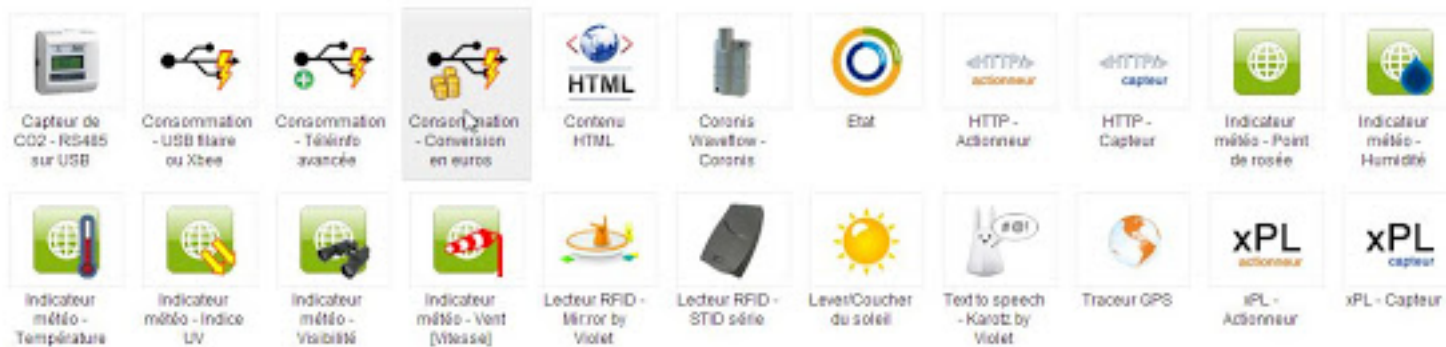 HTML
<HTTP/>
actionneur
<HTTP/>
capteur
Capteur de
CO2 - RS485
sur USB
Consommation
- USB filaire
ou Xbee
Consommation
- Téléinfo
avancée
Consommation
- Conversion
en euros
Contenu
HTML
Coronis
Waveflow -
Coronis
Etat
HTTP -
Actionneur
HTTP -
Capteur
Indicateur
météo - Point
de rosée
Indicateur
météo -
Humidité
#@!
xPL
actionneur
xPL
capteur
Indicateur
météo -
Température
Indicateur
météo - Indice
UV
Indicateur
météo -
Visibilité
Indicateur
météo - Vent
[Vitesse]
Lecteur RFID -
Mirror by
Violet
Lecteur RFID -
STID série
Lever/Coucher
du soleil
Text to speech
- Karotz by
Violet
Traceur GPS
xPL -
Actionneur
xPL - Capteur